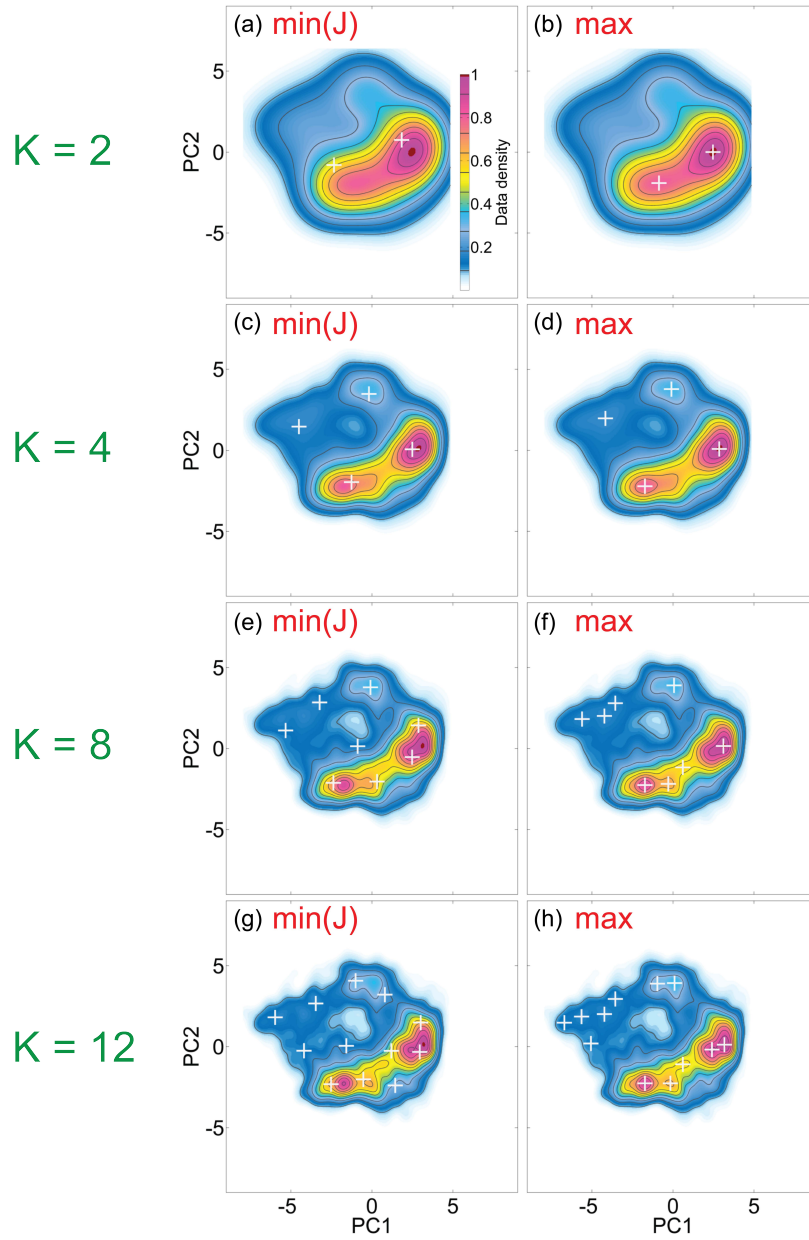 (a) min(J)
(b) max
K = 2
PC2
5
0
-5
1
0.8
0.6
0.4
0.2
Data density
(c) min(J)
(d) max
K = 4
PC2
5
0
-5
(e) min(J)
(f) max
K = 8
PC2
5
0
-5
(g) min(J)
(h) max
K = 12
PC2
5
0
-5
-5 0 5
-5 0 5
PC1
PC1